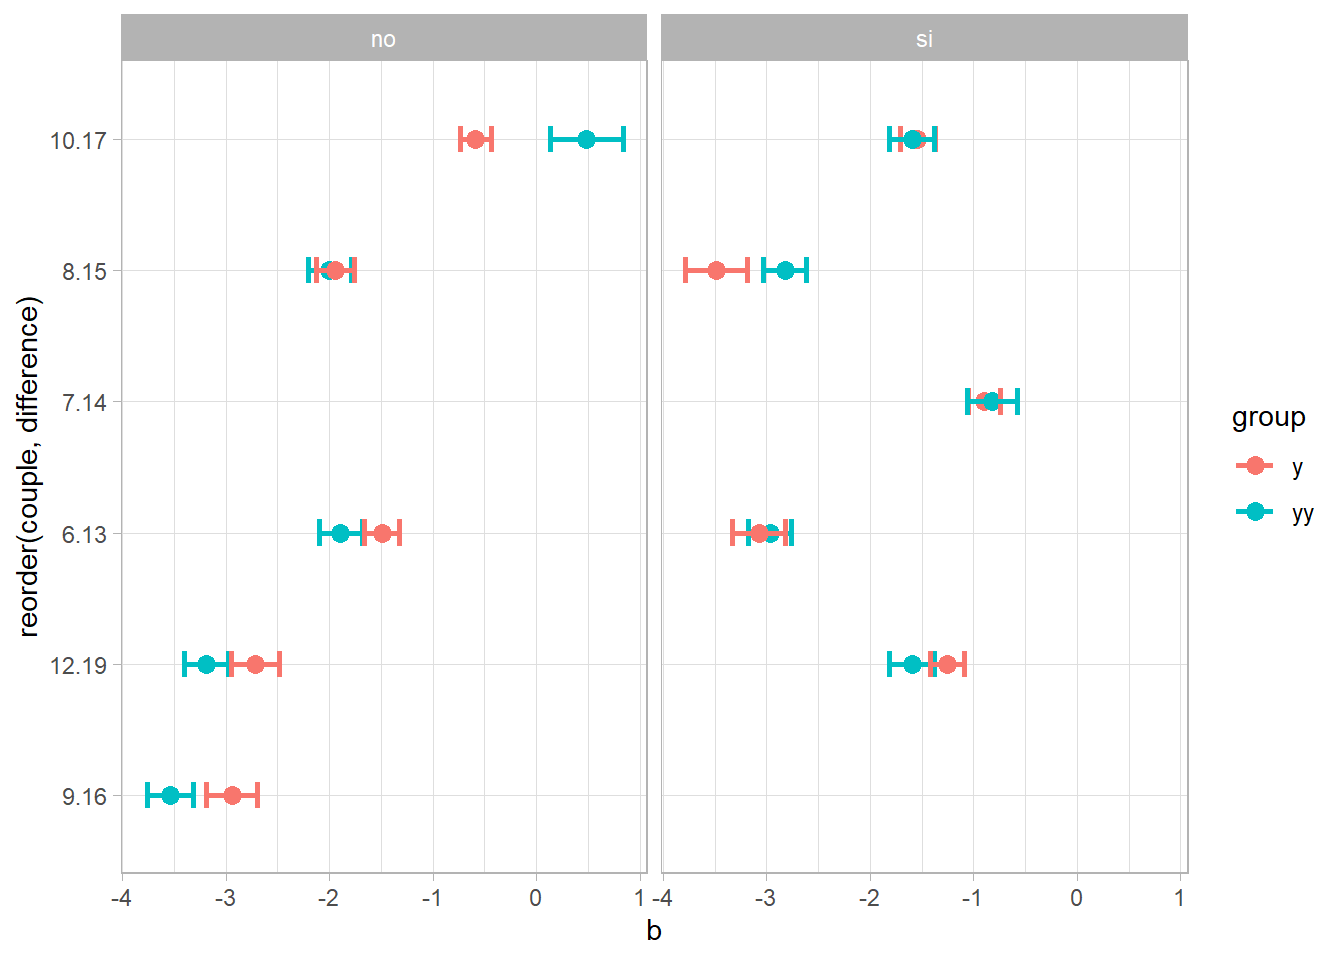 no
si
10.17
8.15
7.14
6.13
12.19
9.16
reorder(couple, difference)
-4 -3 -2 -1 0 1
-4 -3 -2 -1 0 1
b
group
y
yy